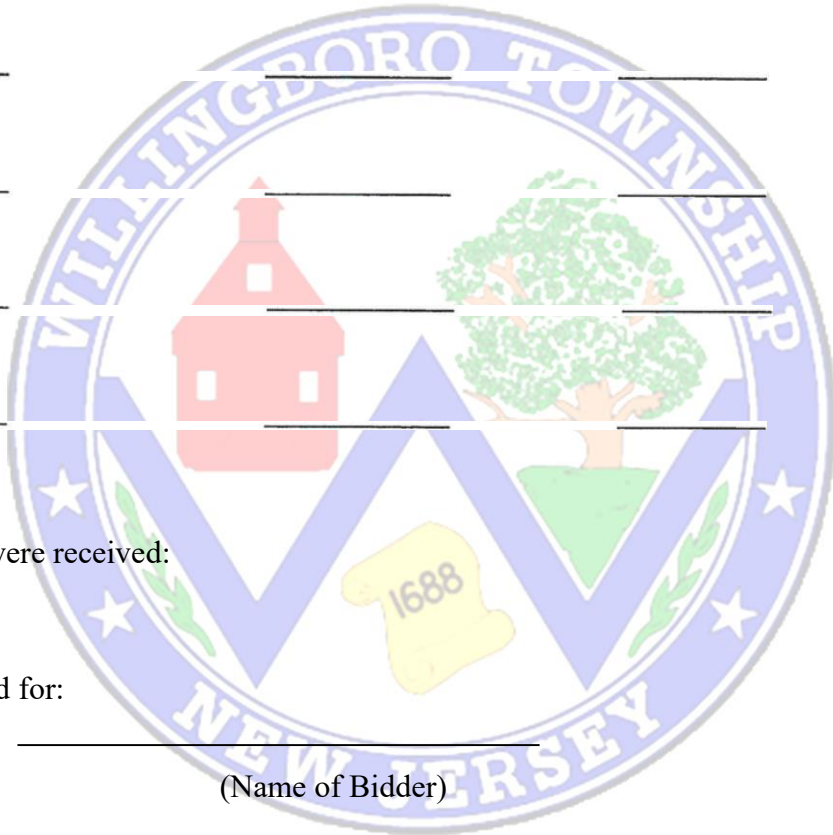 WILLINGBORO TOWNSHIP
1688
were received:
d for:
(Name of Bidder)
NEW JERSEY